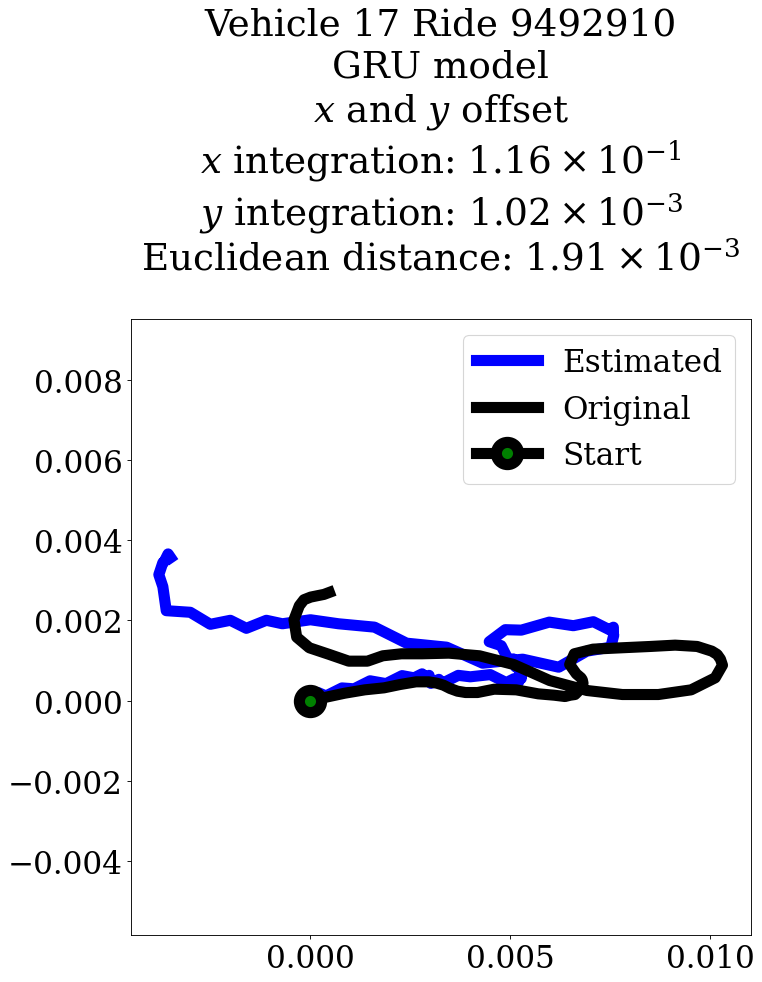 Vehicle 17 Ride 9492910
GRU model
x and y offset
x integration: 1.16 × 10⁻¹
y integration: 1.02 × 10⁻³
Euclidean distance: 1.91 × 10⁻³
Estimated
Original
Start
0.008
0.006
0.004
0.002
0.000
−0.002
−0.004
0.000 0.005 0.010